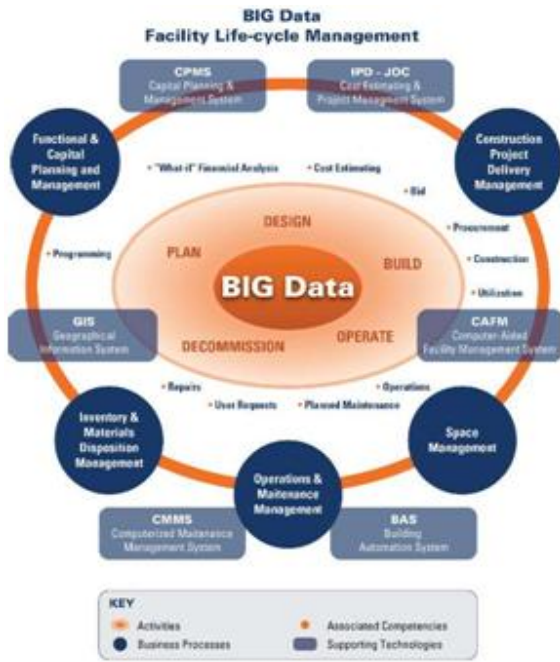 BIG Data
Facility Life-cycle Management
CPMS
Capital Planning &
Management System
IPD - JOC
Cost Estimating &
Project Managment System
Functional &
Capital
Planning and
Management
Construction
Project
Delivery
Management
• "What-if" Financial Analysis
• Cost Estimating
• Bid
• Procurement
• Programming
• Construction
• Utilization
DESIGN
PLAN
BUILD
BIG Data
DECOMMISSION
OPERATE
GIS
Geographical
Information System
CAFM
Computer-Aided
Facility Management System
• Repairs
• Operations
• User Requests
• Planned Maintenance
Inventory &
Materials
Disposition
Management
Space
Management
Operations &
Maitenance
Management
CMMS
Computerized Maitenance
Management System
BAS
Building
Automation System
KEY
Activities
Associated Competencies
Business Processes
Supporting Technologies